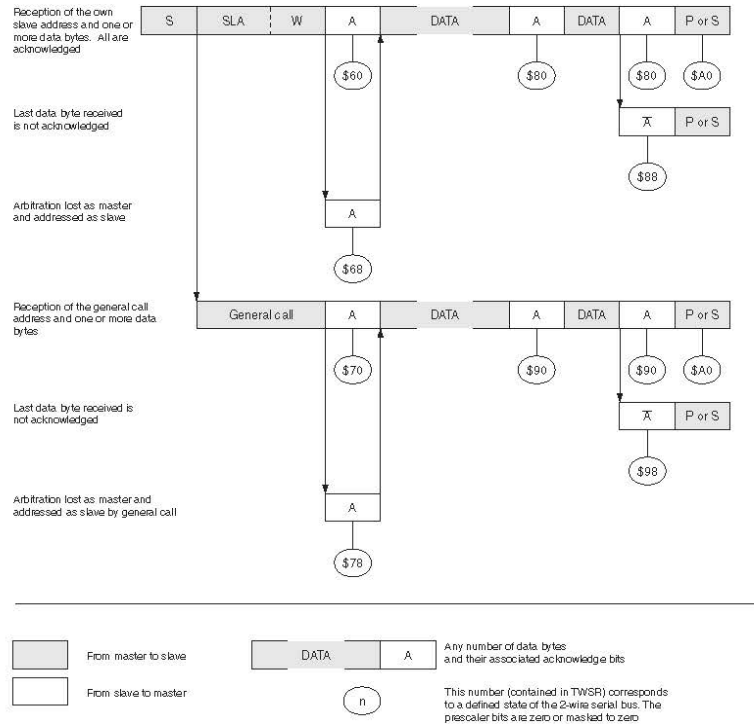 Reception of the own
slave address and one or
more data bytes. All are
acknowledged
S SLA W A DATA A DATA A P or S
$60 $80 $80 $A0
Last data byte received
is not acknowledged
A P or S
$88
Arbitration lost as master
and addressed as slave
A
$68
Reception of the general call
address and one or more data
bytes
General call A DATA A DATA A P or S
$70 $90 $90 $A0
Last data byte received is
not acknowledged
A P or S
$98
Arbitration lost as master and
addressed as slave by general call
A
$78
From master to slave
DATA A
Any number of data bytes
and their associated acknowledge bits
From slave to master
n
This number (contained in TWSR) corresponds
to a defined state of the 2-wire serial bus. The
prescaler bits are zero or masked to zero